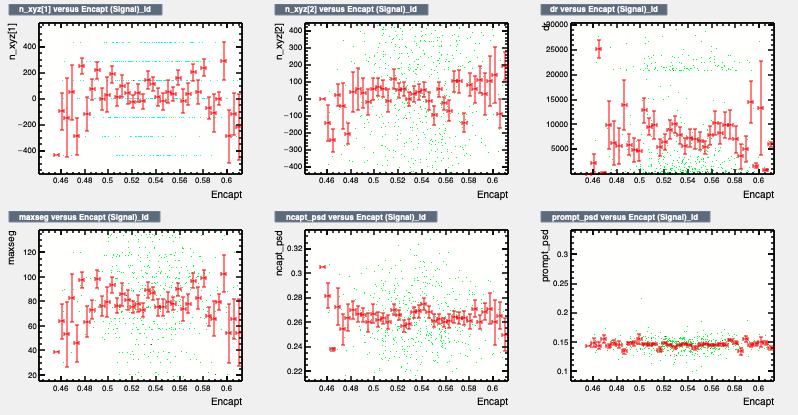 n_xyz[1] versus Encapt (Signal)_ld
n_xyz[1]
400
200
0
−200
−400
0.46 0.48 0.5 0.52 0.54 0.56 0.58 0.6
Encapt
n_xyz[2] versus Encapt (Signal)_ld
n_xyz[2]
400
300
200
100
0
−100
−200
−300
−400
0.46 0.48 0.5 0.52 0.54 0.56 0.58 0.6
Encapt
dr versus Encapt (Signal)_ld
30000
25000
20000
15000
10000
5000
0.46 0.48 0.5 0.52 0.54 0.56 0.58 0.6
Encapt
maxseg versus Encapt (Signal)_ld
maxseg
120
100
80
60
40
20
0.46 0.48 0.5 0.52 0.54 0.56 0.58 0.6
Encapt
ncapt_psd versus Encapt (Signal)_ld
ncapt_psd
0.3
0.28
0.26
0.24
0.22
0.46 0.48 0.5 0.52 0.54 0.56 0.58 0.6
Encapt
prompt_psd versus Encapt (Signal)_ld
prompt_psd
0.3
0.25
0.2
0.15
0.1
0.46 0.48 0.5 0.52 0.54 0.56 0.58 0.6
Encapt